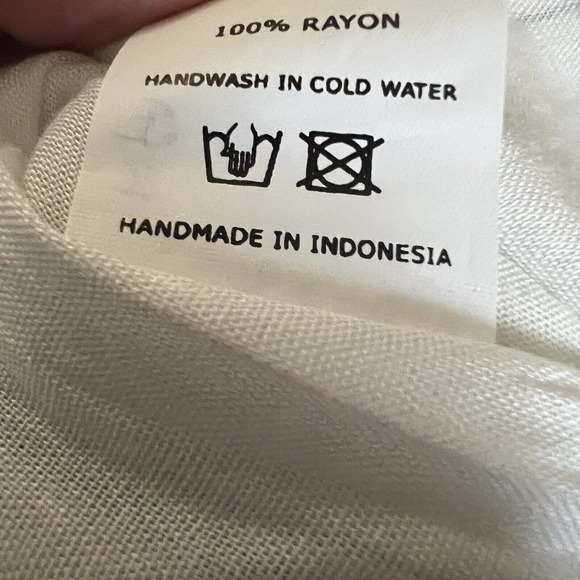 100% RAYON
HANDWASH IN COLD WATER
HANDMADE IN INDONESIA